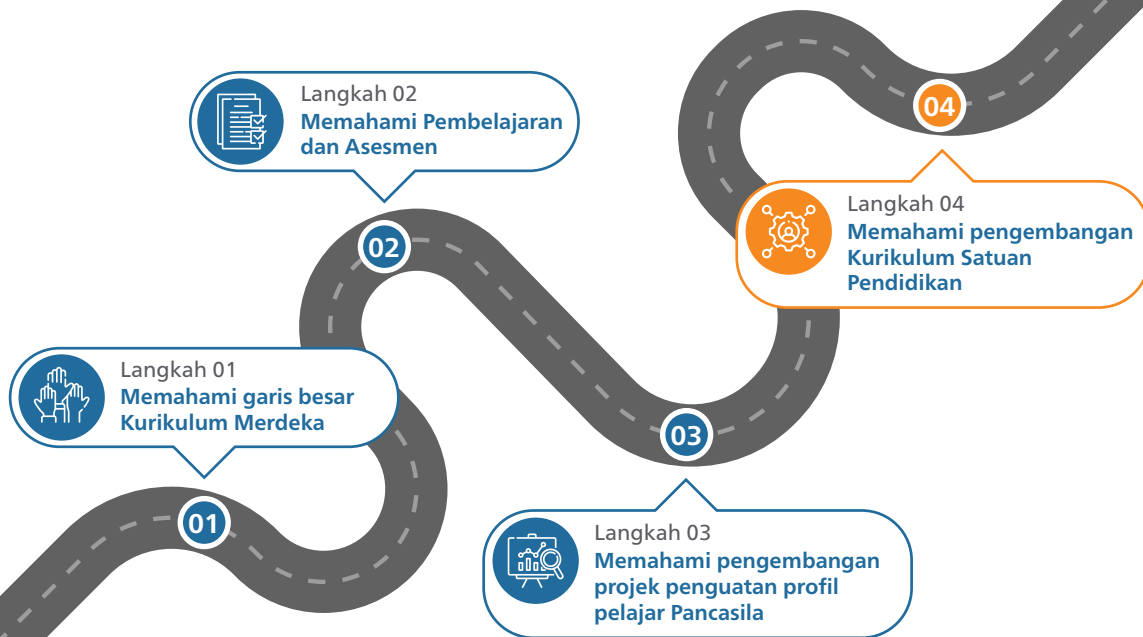 Langkah 01
Memahami garis besar
Kurikulum Merdeka
01
Langkah 02
Memahami Pembelajaran
dan Asesmen
02
Langkah 03
Memahami pengembangan
projek penguatan profil
pelajar Pancasila
03
Langkah 04
Memahami pengembangan
Kurikulum Satuan
Pendidikan
04